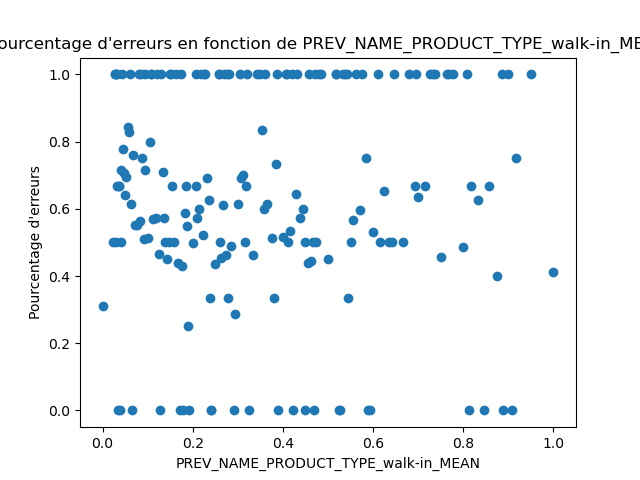 ourcentage d'erreurs en fonction de PREV_NAME_PRODUCT_TYPE_walk-in_ME
1.0
0.8
0.6
0.4
0.2
0.0
Pourcentage d'erreurs
0.0 0.2 0.4 0.6 0.8 1.0
PREV_NAME_PRODUCT_TYPE_walk-in_MEAN